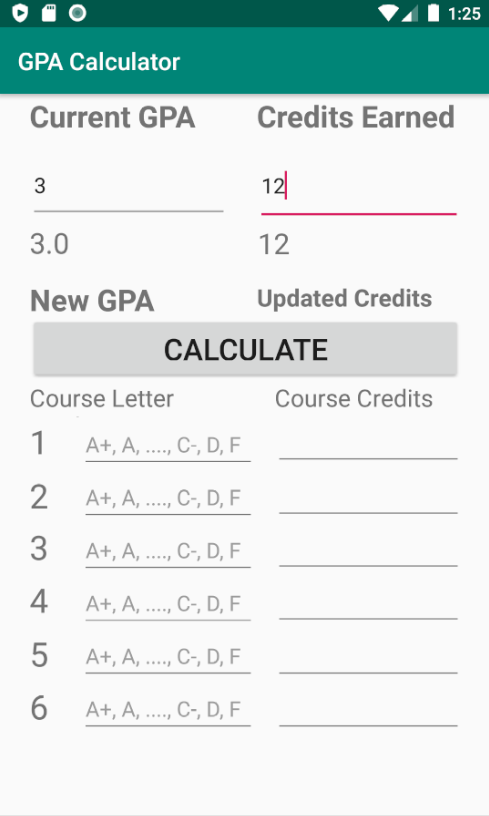 1:25
GPA Calculator
Current GPA Credits Earned
3 12
3.0 12
New GPA Updated Credits
CALCULATE
Course Letter Course Credits
1 A+, A, ...., C-, D, F
2 A+, A, ...., C-, D, F
3 A+, A, ...., C-, D, F
4 A+, A, ...., C-, D, F
5 A+, A, ...., C-, D, F
6 A+, A, ...., C-, D, F